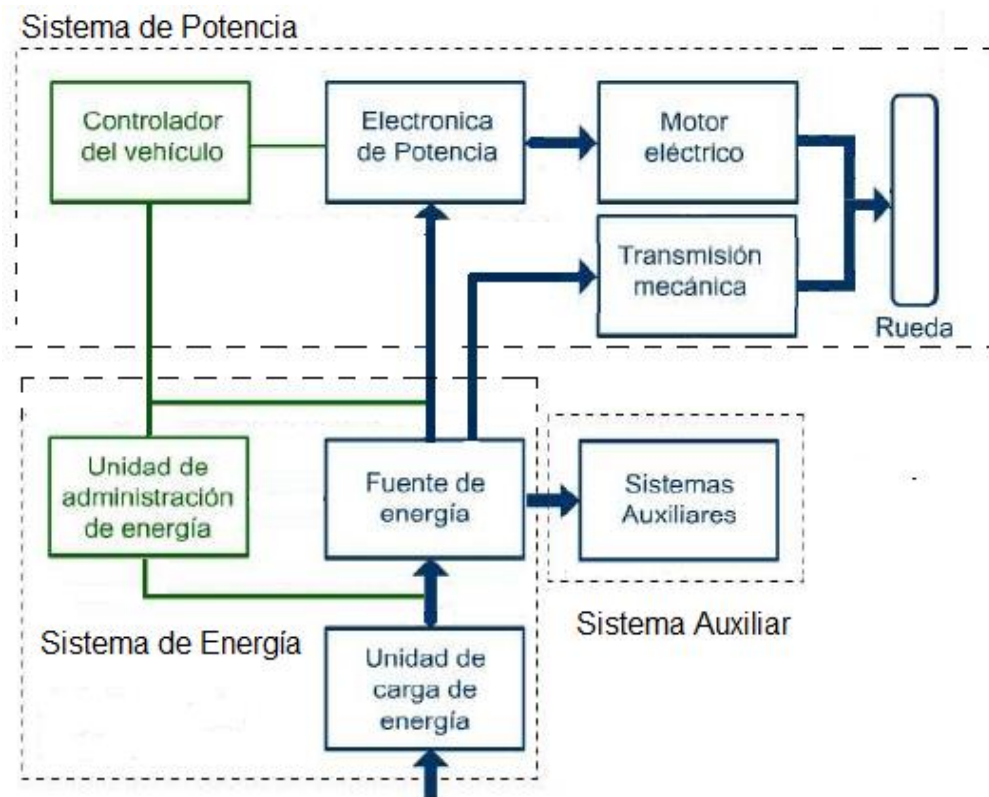 Sistema de Potencia
Controlador
del vehículo
Electronica
de Potencia
Motor
eléctrico
Transmisión
mecánica
Rueda
Unidad de
administración
de energía
Fuente de
energía
Sistemas
Auxiliares
Sistema de Energía
Sistema Auxiliar
Unidad de
carga de
energía